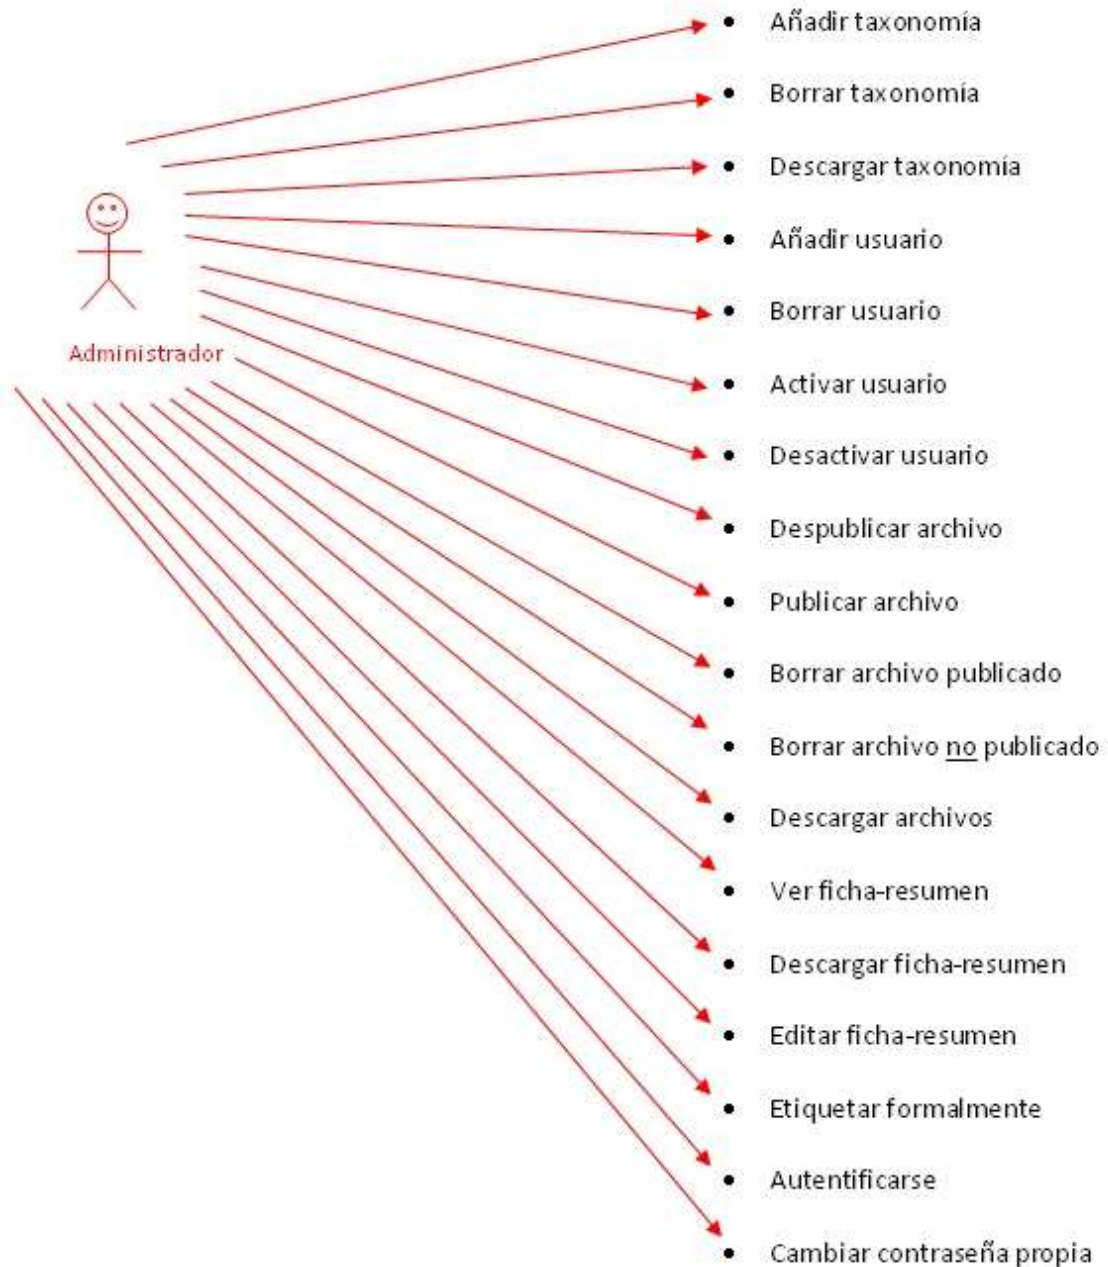 Añadir taxonomía
Borrar taxonomía
Descargar taxonomía
Añadir usuario
Borrar usuario
Administrador
Activar usuario
Desactivar usuario
Despublicar archivo
Publicar archivo
Borrar archivo publicado
Borrar archivo no publicado
Descargar archivos
Ver ficha-resumen
Descargar ficha-resumen
Editar ficha-resumen
Etiquetar formalmente
Autentificarse
Cambiar contraseña propia